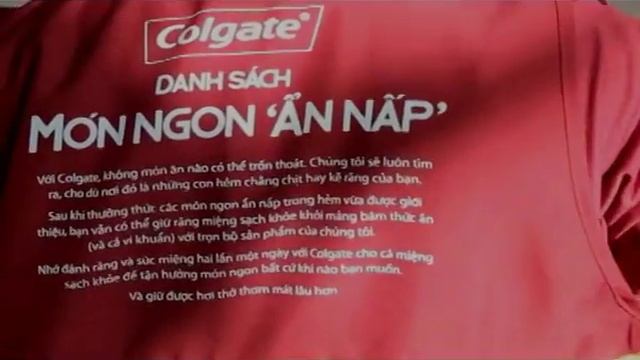 Colgate®
DANH SÁCH
MÓN NGON 'ẨN NẤP'
Với Colgate, không món ăn nào có thể trốn thoát. Chúng tôi sẽ luôn tìm
ra, cho dù nơi đó là những con hẻm chằng chịt hay kẽ răng của bạn.
Sau khi thưởng thức các món ngon ẩn nấp trong hẻm vừa được giới
thiệu, bạn vẫn có thể giữ răng miệng sạch khỏe khỏi mảng bám thức ăn
(và cả vi khuẩn) với trọn bộ sản phẩm của chúng tôi.
Nhớ đánh răng và súc miệng hai lần một ngày với Colgate cho cả miệng
sạch khỏe để tận hưởng món ngon bất cứ khi nào bạn muốn.
Và giữ được hơi thở thơm mát lâu hơn